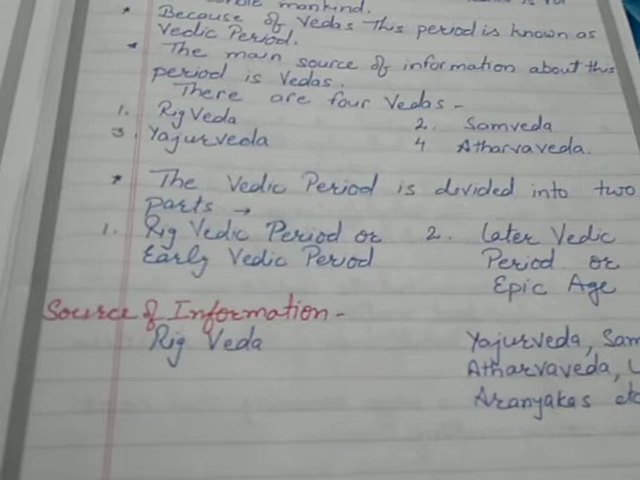 mankind.
* Because of Vedas this period is known as
Vedic Period.
* The main source of information about this
period is Vedas.
There are four Vedas -
1. Rig Veda 2. Samveda
3. Yajurveda 4 Atharvaveda.
* The Vedic Period is divided into two
parts →
1. Rig Vedic Period or 2. Later Vedic
Early Vedic Period Period or
Epic Age
Source of Information -
Rig Veda Yajurveda, Sam
Atharvaveda, U
Aranyakas etc